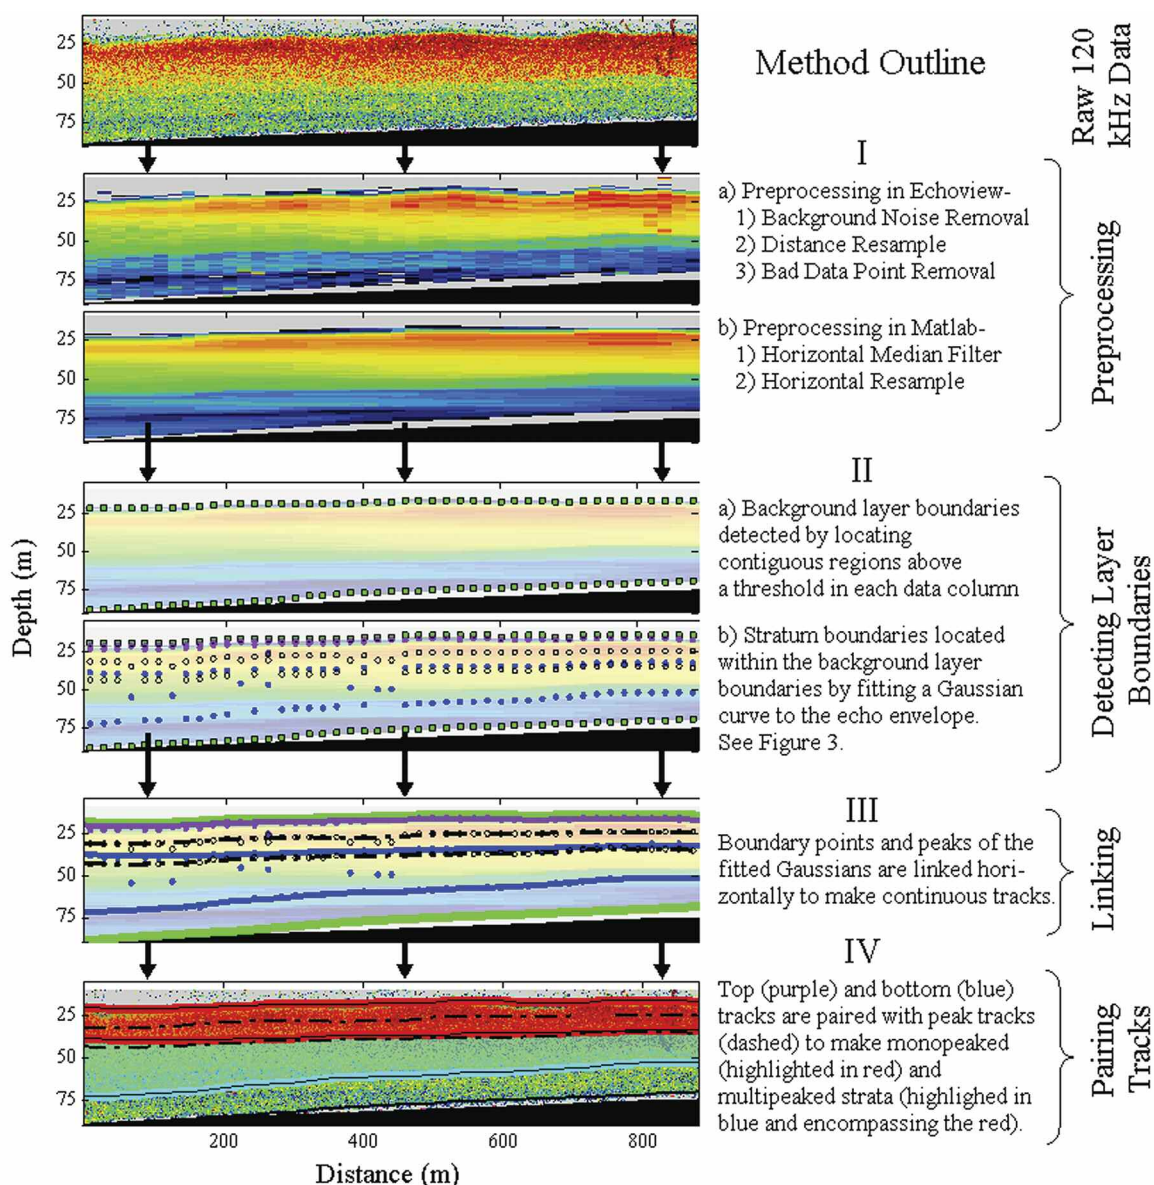 Method Outline
Raw 120
kHz Data
25
50
75
I
a) Preprocessing in Echoview-
1) Background Noise Removal
2) Distance Resample
3) Bad Data Point Removal
25
50
75
b) Preprocessing in Matlab-
1) Horizontal Median Filter
2) Horizontal Resample
25
50
75
Preprocessing
II
a) Background layer boundaries
detected by locating
contiguous regions above
a threshold in each data column
25
50
75
b) Stratum boundaries located
within the background layer
boundaries by fitting a Gaussian
curve to the echo envelope.
See Figure 3.
25
50
75
Detecting Layer
Boundaries
Depth (m)
200
400
600
800
III
Boundary points and peaks of the
fitted Gaussians are linked hori-
zontally to make continuous tracks.
25
50
75
Linking
IV
Top (purple) and bottom (blue)
tracks are paired with peak tracks
(dashed) to make monopeaked
(highlighted in red) and
multipeaked strata (highlighed in
blue and encompassing the red).
25
50
75
Pairing
Tracks
200
400
600
800
Distance (m)